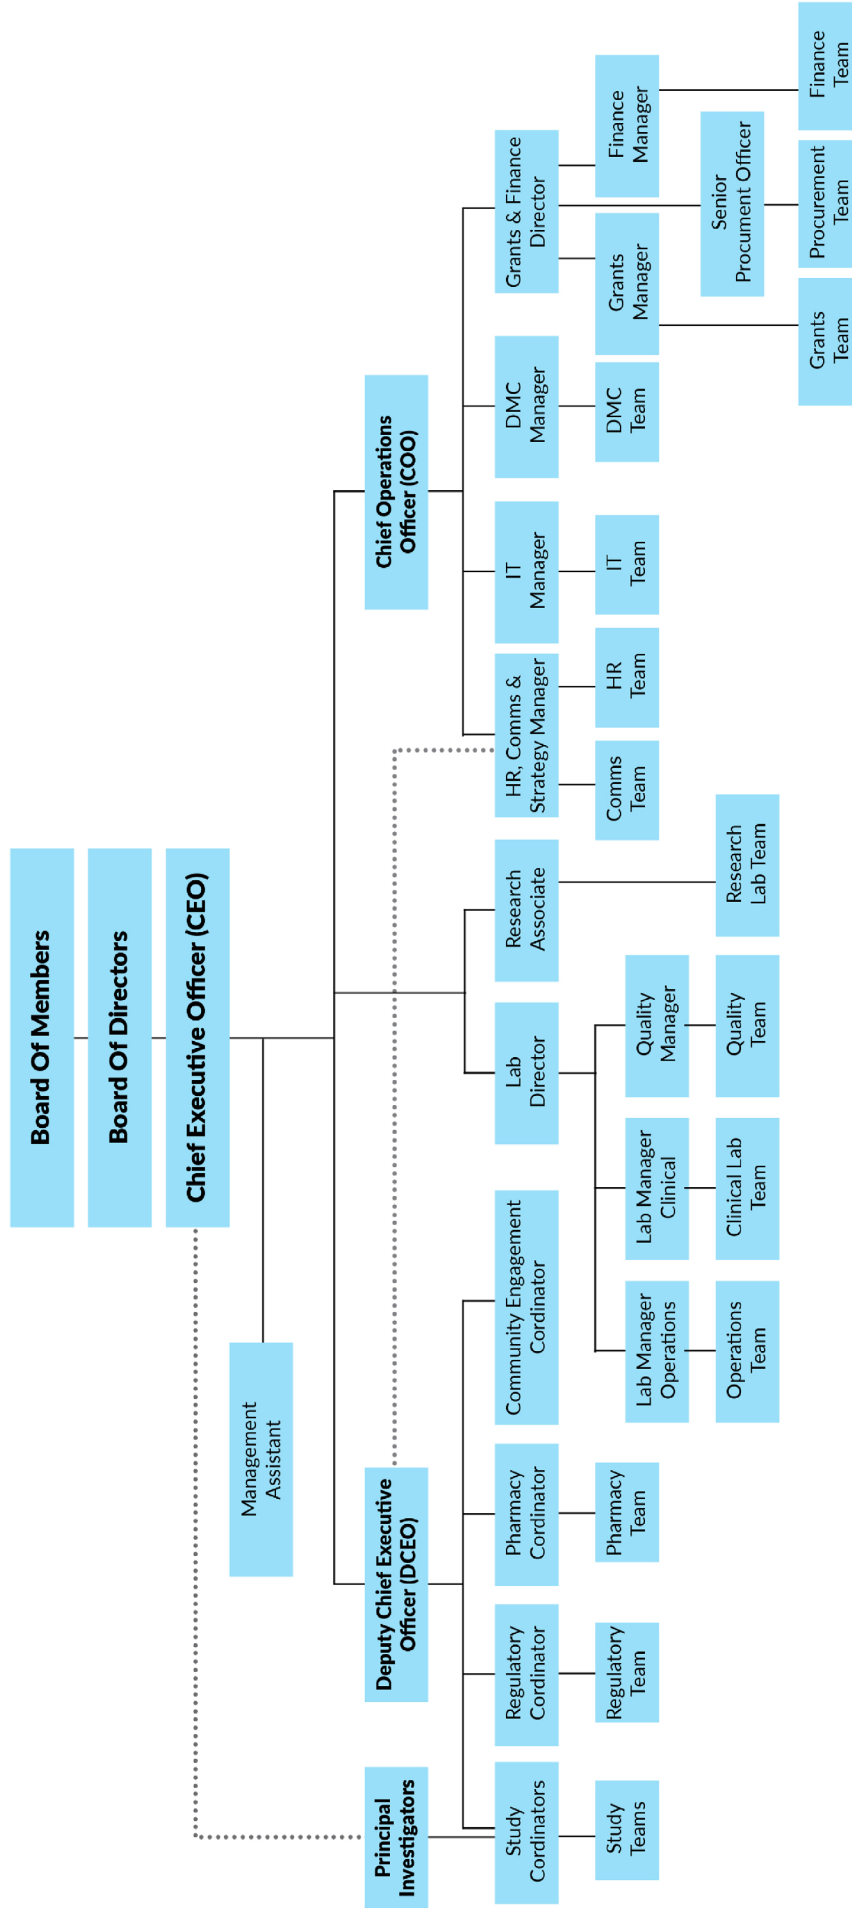 Board Of Members
Board Of Directors
Chief Executive Officer (CEO)
Management
Assistant
Principal
Investigators
Deputy Chief Executive
Officer (DCEO)
Chief Operations
Officer (COO)
Study
Cordinators
Regulatory
Cordinator
Pharmacy
Cordinator
Community Engagement
Cordinator
Lab
Director
Research
Associate
HR, Comms &
Strategy Manager
IT
Manager
DMC
Manager
Grants & Finance
Director
Study
Teams
Regulatory
Team
Pharmacy
Team
Lab Manager
Operations
Lab Manager
Clinical
Quality
Manager
Comms
Team
HR
Team
IT
Team
DMC
Team
Grants
Manager
Finance
Manager
Operations
Team
Clinical Lab
Team
Quality
Team
Research
Lab Team
Senior
Procument Officer
Grants
Team
Procurement
Team
Finance
Team